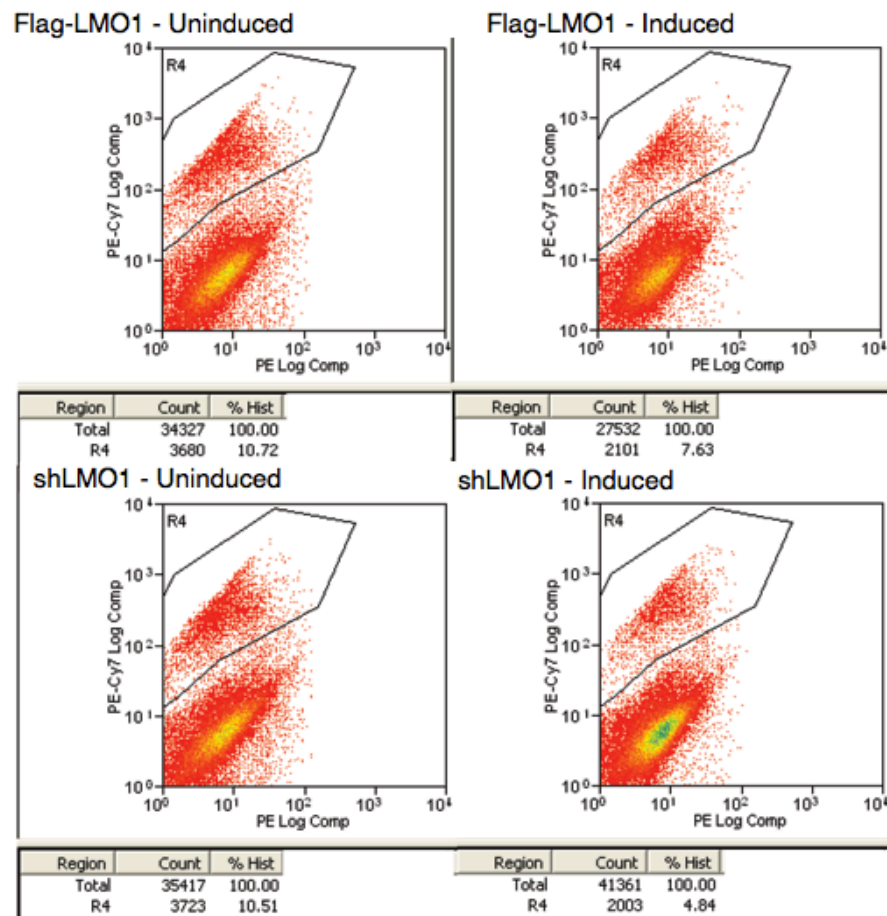 Flag-LMO1 - Uninduced
Flag-LMO1 - Induced
R4
10⁴
10³
10²
10¹
10⁰
PE-Cy7 Log Comp
10⁰ 10¹ 10² 10³ 10⁴
PE Log Comp
R4
10⁴
10³
10²
10¹
10⁰
PE-Cy7 Log Comp
10⁰ 10¹ 10² 10³ 10⁴
PE Log Comp
Region Count % Hist
Total 34327 100.00
R4 3680 10.72
Region Count % Hist
Total 27532 100.00
R4 2101 7.63
shLMO1 - Uninduced
shLMO1 - Induced
R4
10⁴
10³
10²
10¹
10⁰
PE-Cy7 Log Comp
10⁰ 10¹ 10² 10³ 10⁴
PE Log Comp
R4
10⁴
10³
10²
10¹
10⁰
PE-Cy7 Log Comp
10⁰ 10¹ 10² 10³ 10⁴
PE Log Comp
Region Count % Hist
Total 35417 100.00
R4 3723 10.51
Region Count % Hist
Total 41361 100.00
R4 2003 4.84